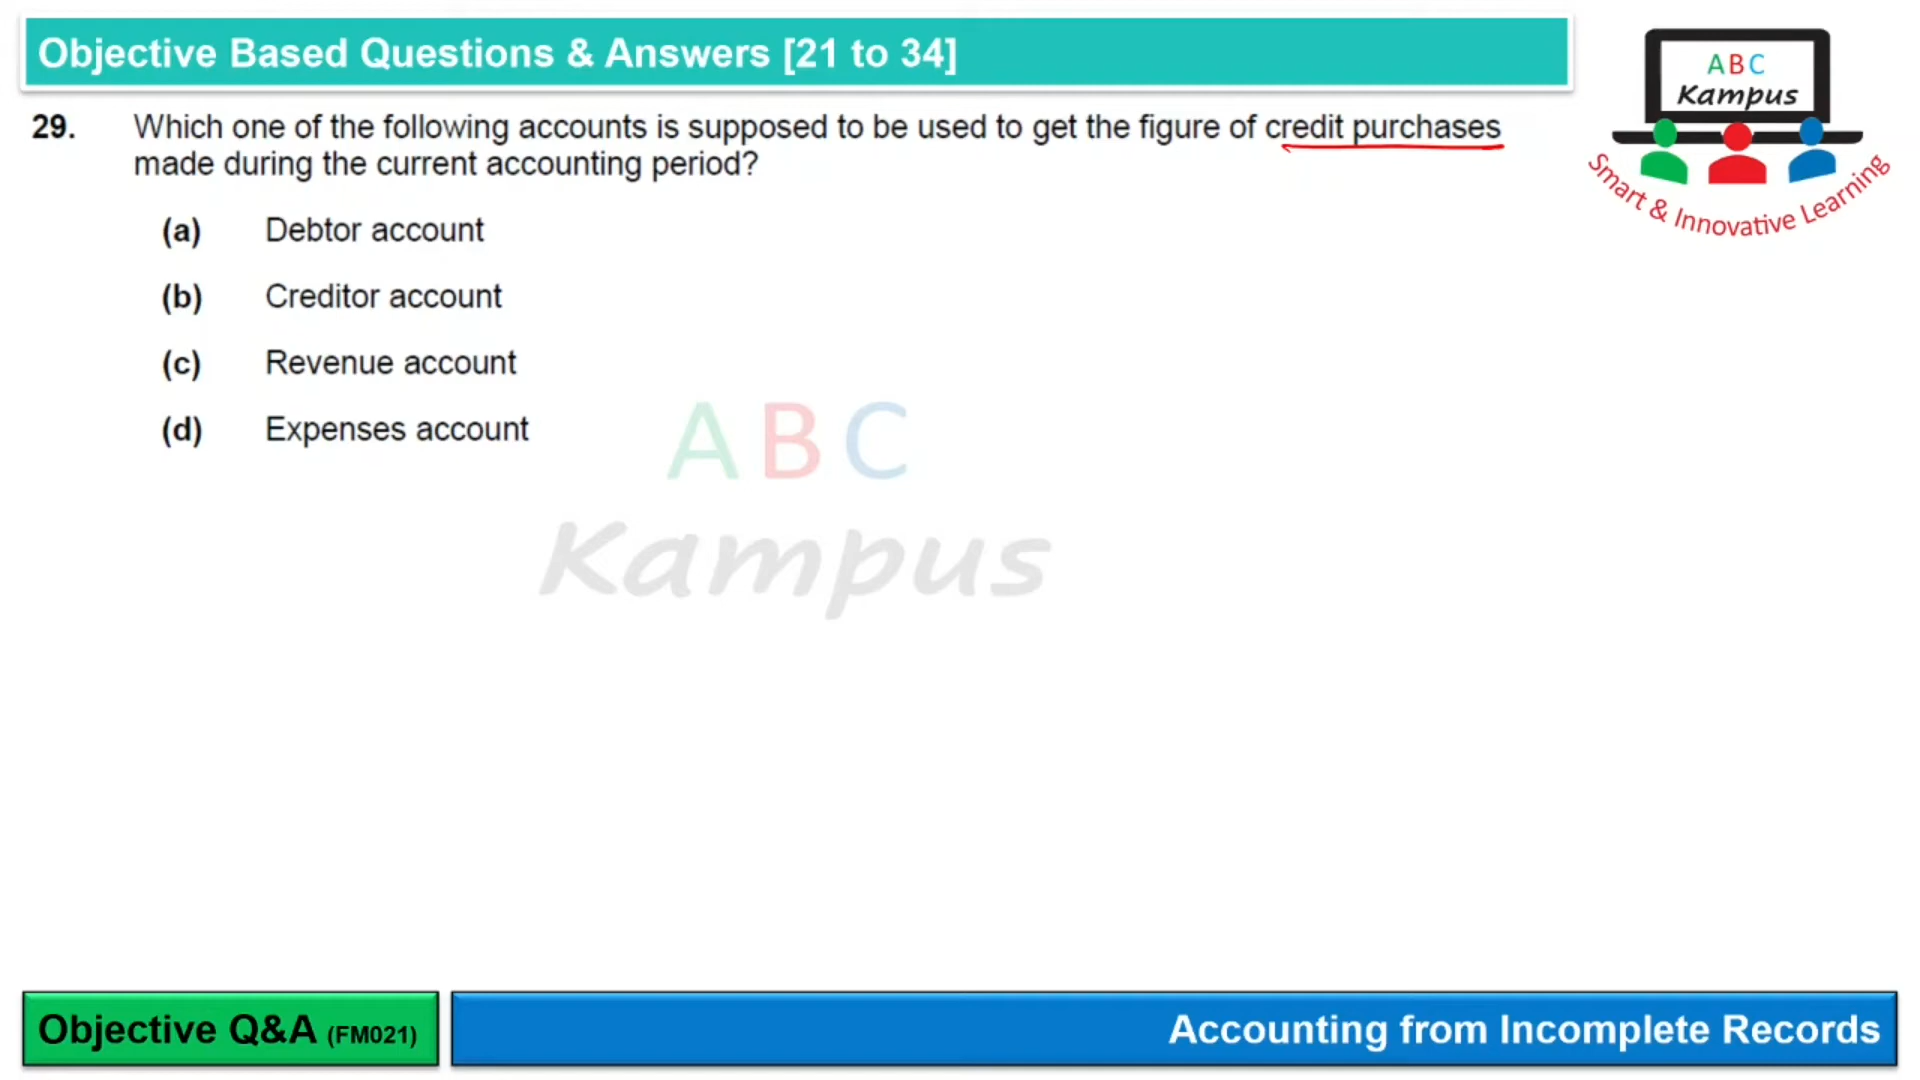 Objective Based Questions & Answers [21 to 34]
ABC
Kampus
Smart & Innovative Learning
29. Which one of the following accounts is supposed to be used to get the figure of credit purchases
made during the current accounting period?
(a) Debtor account
(b) Creditor account
(c) Revenue account
(d) Expenses account
ABC
Kampus
Objective Q&A (FM021)
Accounting from Incomplete Records